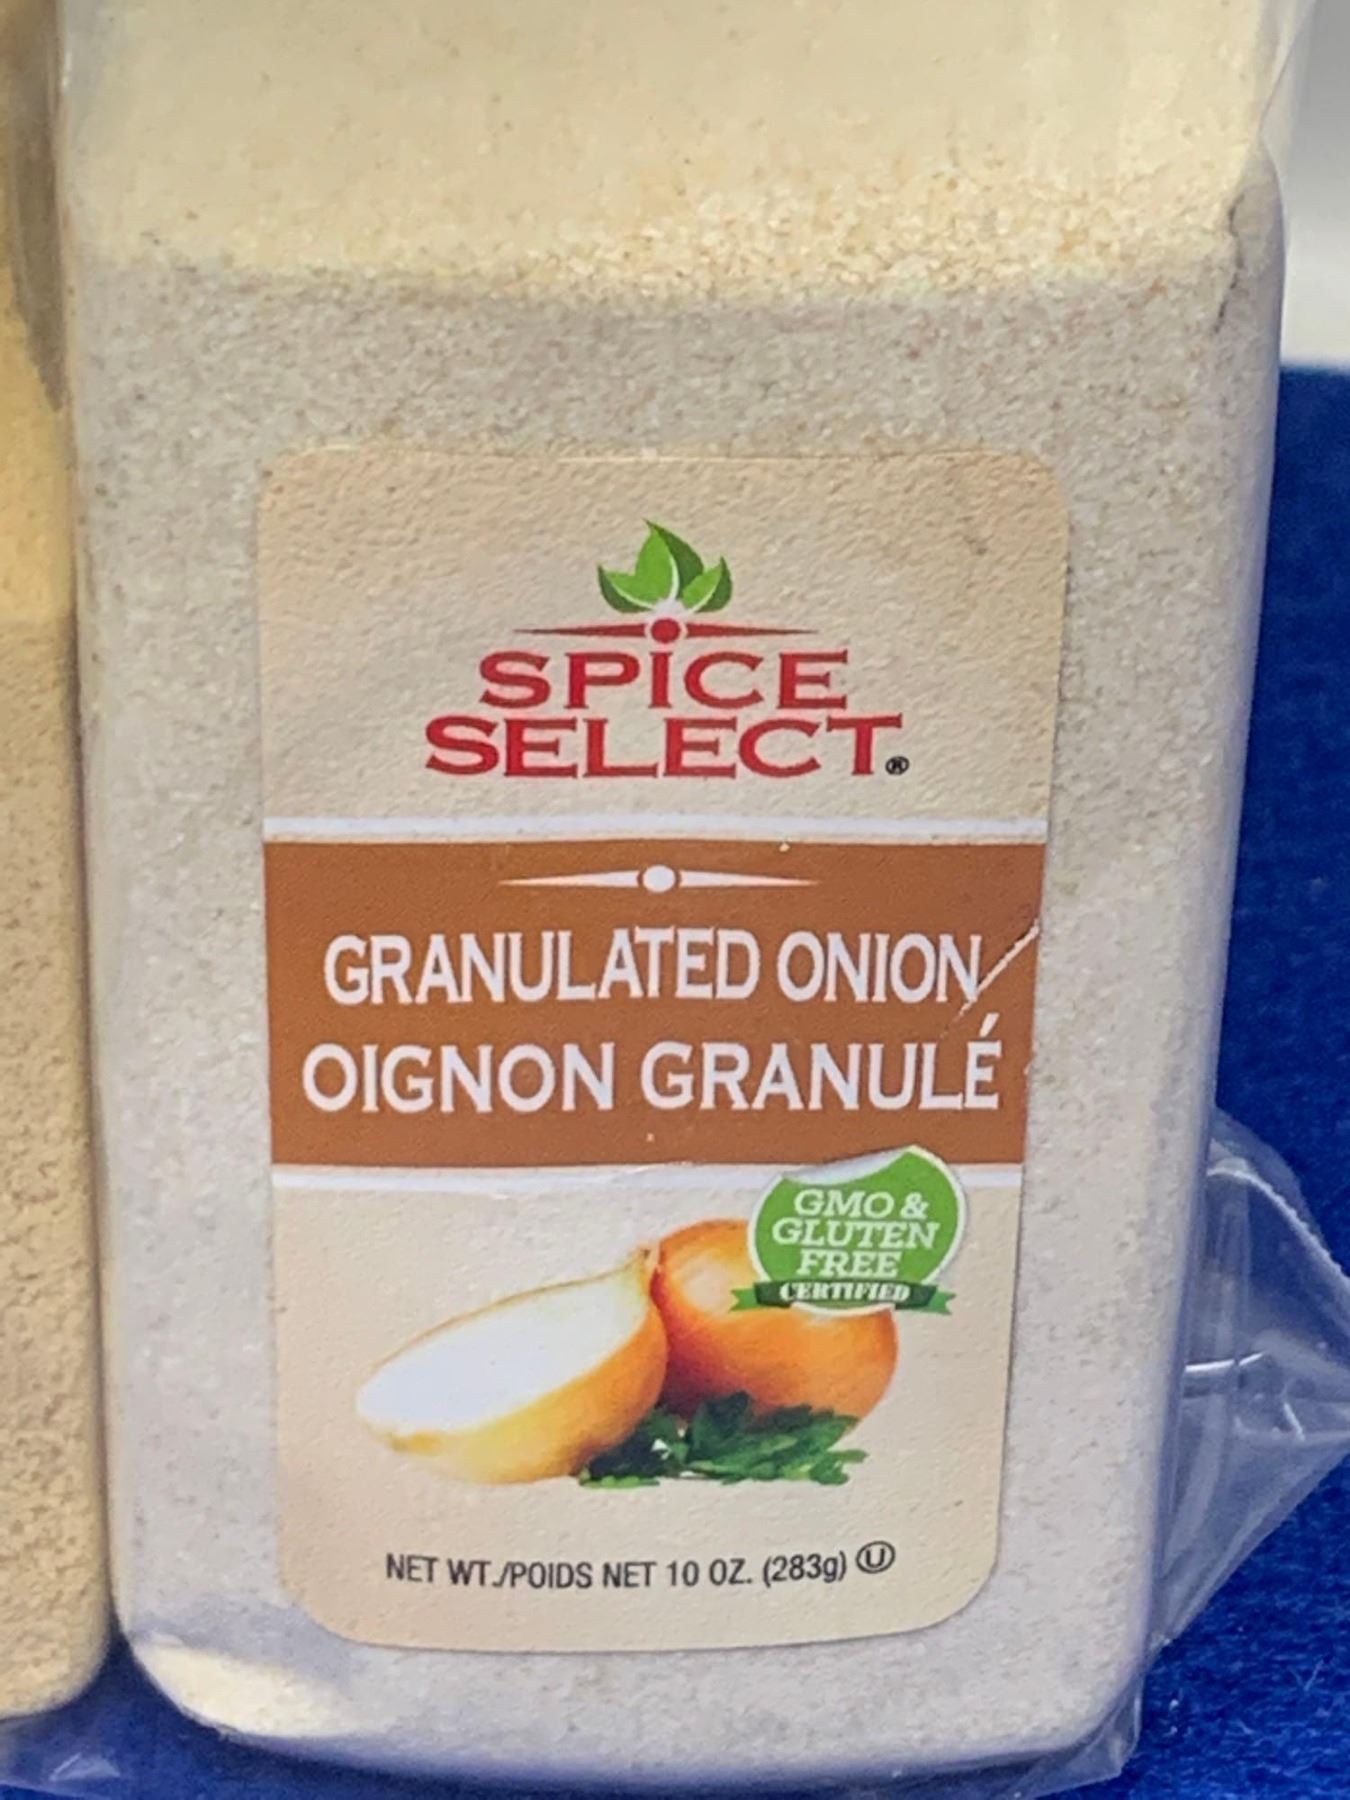 SPICE
SELECT®
GRANULATED ONION
OIGNON GRANULÉ
GMO &
GLUTEN
FREE
CERTIFIED
NET WT./POIDS NET 10 OZ. (283g) Ⓤ